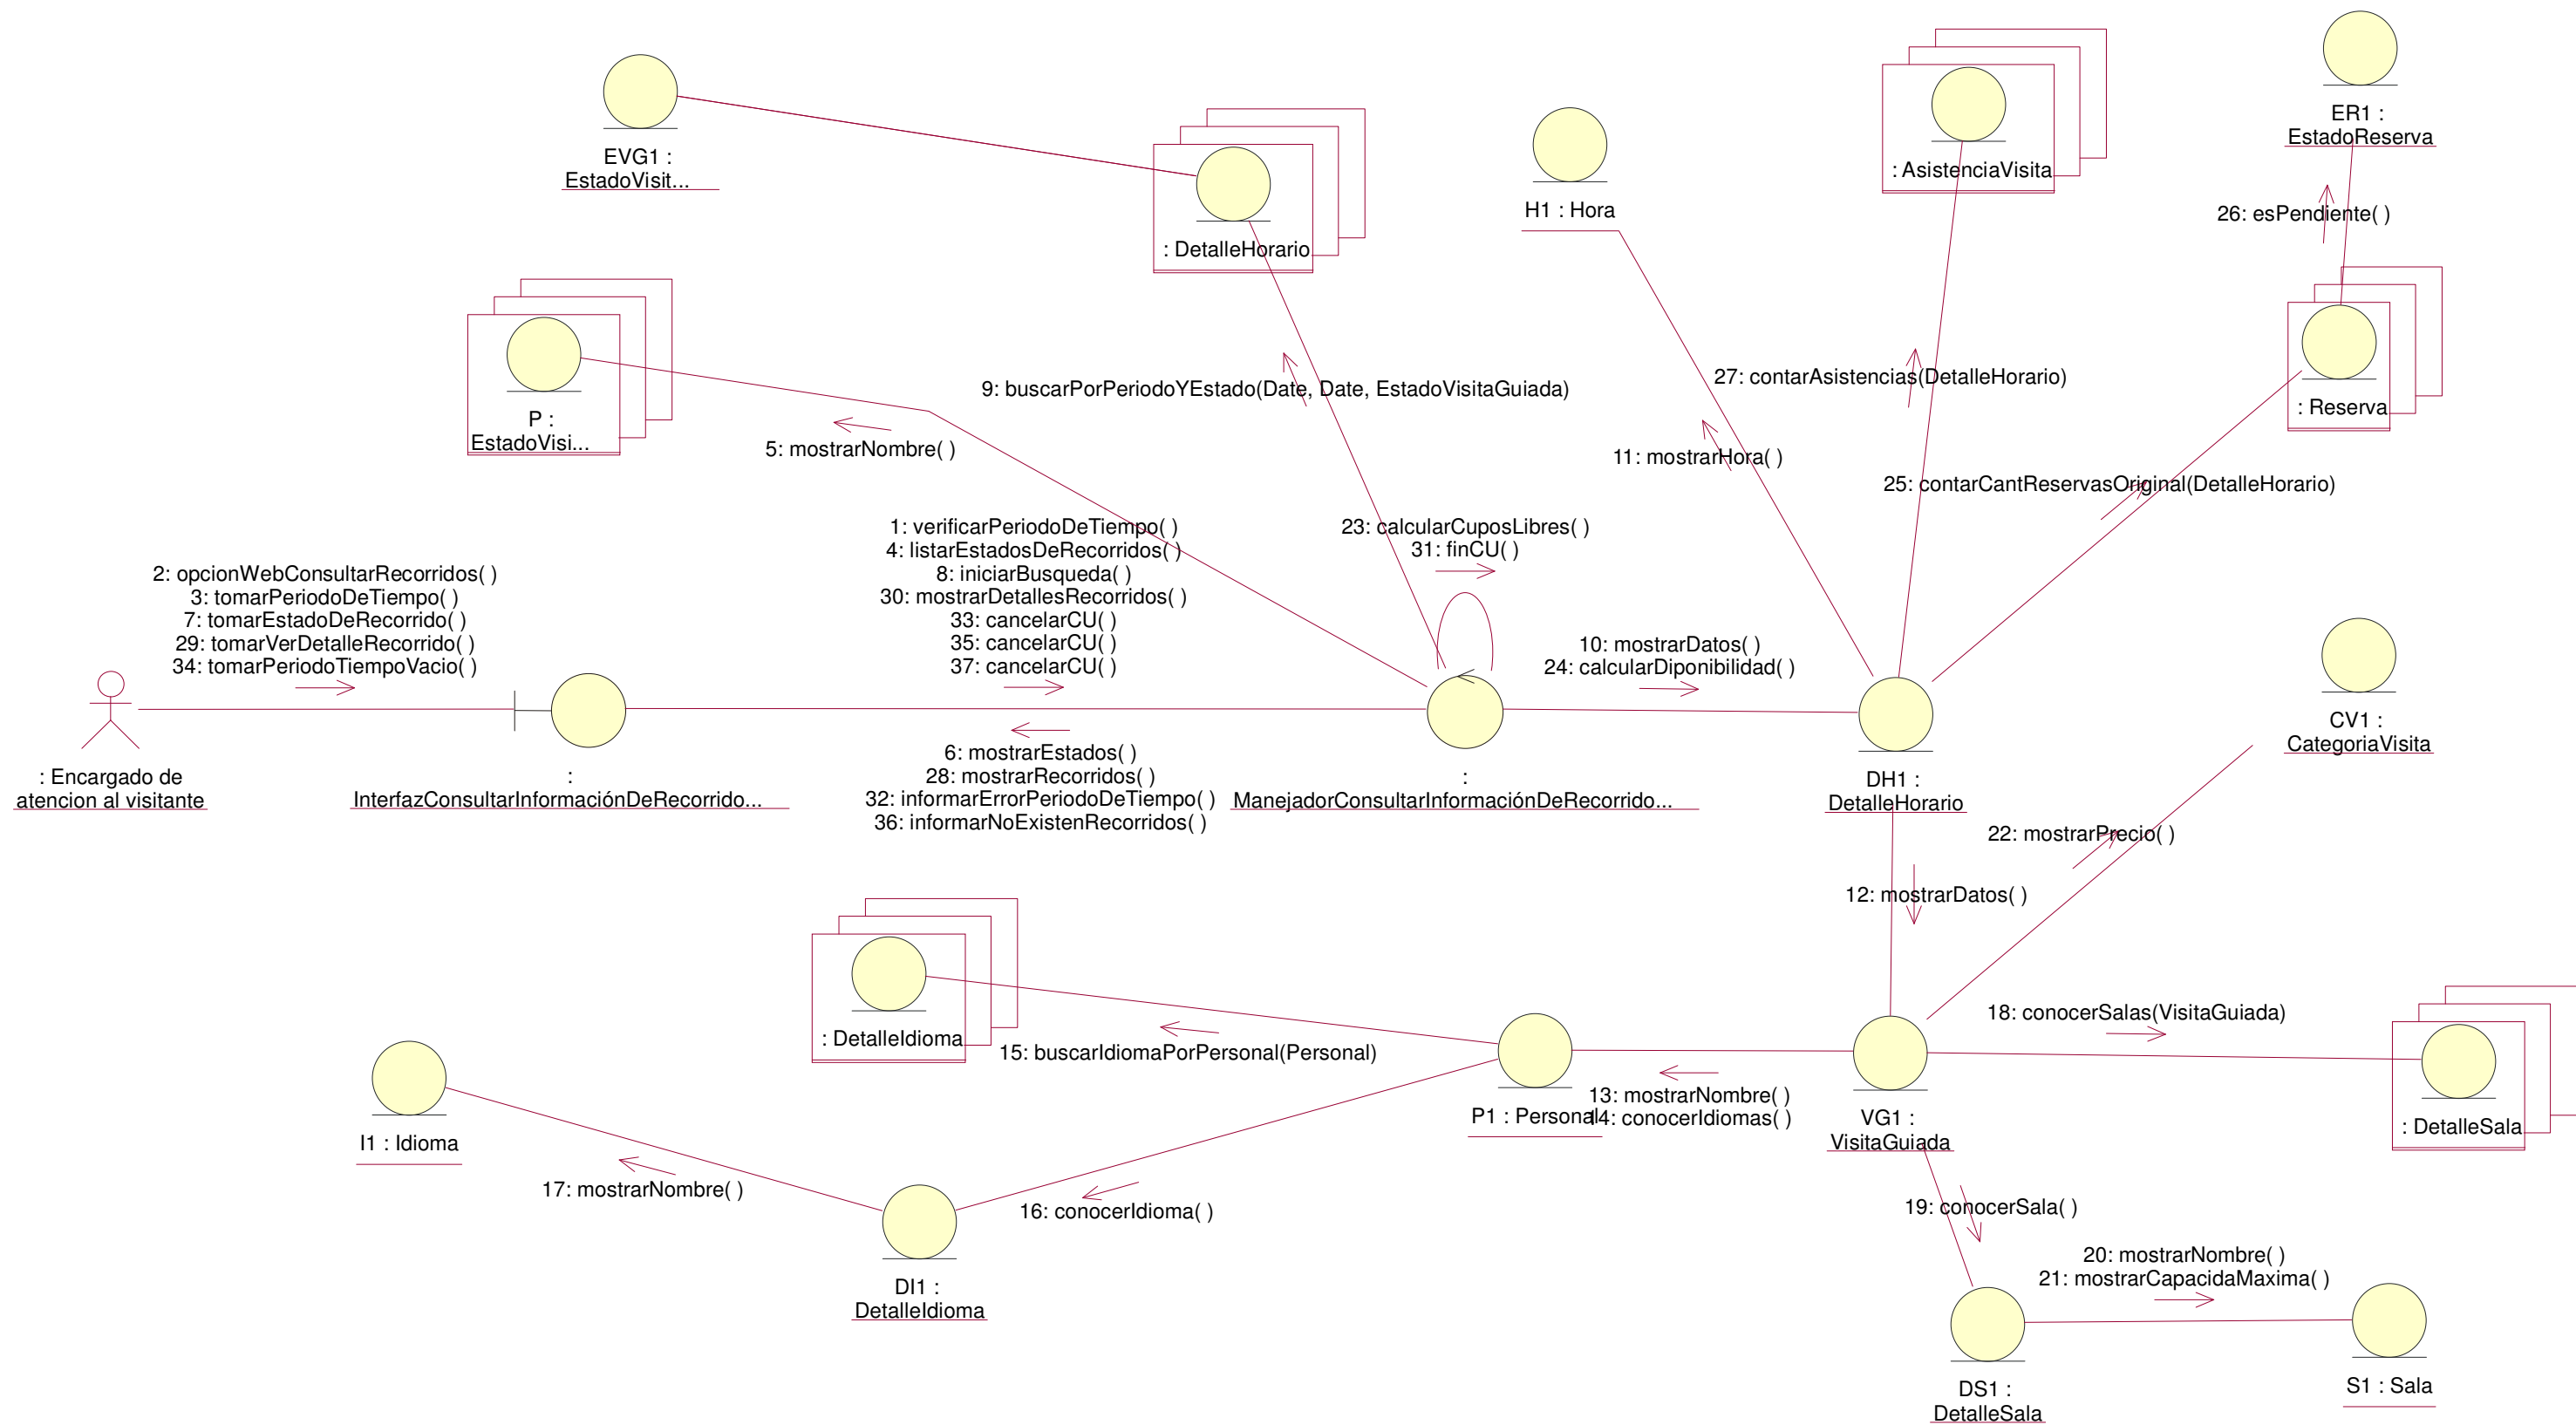 ER1 :
EstadoReserva
EVG1 :
EstadoVisit...
: AsistenciaVisita
H1 : Hora
26: esPendiente( )
: DetalleHorario
9: buscarPorPeriodoYEstado(Date, Date, EstadoVisitaGuiada)
27: contarAsistencias(DetalleHorario)
: Reserva
P :
EstadoVisi...
5: mostrarNombre( )
11: mostrarHora( )
25: contarCantReservasOriginal(DetalleHorario)
1: verificarPeriodoDeTiempo( )
4: listarEstadosDeRecorridos( )
8: iniciarBusqueda( )
30: mostrarDetallesRecorridos( )
33: cancelarCU( )
35: cancelarCU( )
37: cancelarCU( )
23: calcularCuposLibres( )
31: finCU( )
2: opcionWebConsultarRecorridos( )
3: tomarPeriodoDeTiempo( )
7: tomarEstadoDeRecorrido( )
29: tomarVerDetalleRecorrido( )
34: tomarPeriodoTiempoVacio( )
10: mostrarDatos( )
24: calcularDiponibilidad( )
CV1 :
CategoriaVisita
: Encargado de
atencion al visitante
:
InterfazConsultarInformaciónDeRecorrido...
6: mostrarEstados( )
28: mostrarRecorridos( )
32: informarErrorPeriodoDeTiempo( )
36: informarNoExistenRecorridos( )
:
ManejadorConsultarInformaciónDeRecorrido...
DH1 :
DetalleHorario
22: mostrarPrecio( )
12: mostrarDatos( )
18: conocerSalas(VisitaGuiada)
: DetalleIdioma
15: buscarIdiomaPorPersonal(Personal)
13: mostrarNombre( )
14: conocerIdiomas( )
P1 : Personal
VG1 :
VisitaGuiada
: DetalleSala
I1 : Idioma
17: mostrarNombre( )
16: conocerIdioma( )
19: conocerSala( )
20: mostrarNombre( )
21: mostrarCapacidaMaxima( )
DI1 :
DetalleIdioma
DS1 :
DetalleSala
S1 : Sala